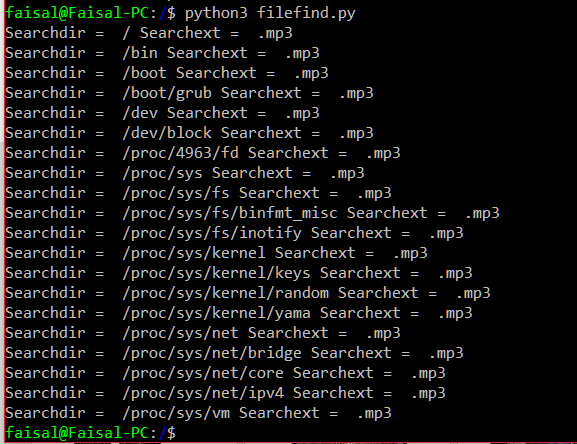 faisal@Faisal-PC:/$ python3 filefind.py
Searchdir =  / Searchext =  .mp3
Searchdir =  /bin Searchext =  .mp3
Searchdir =  /boot Searchext =  .mp3
Searchdir =  /boot/grub Searchext =  .mp3
Searchdir =  /dev Searchext =  .mp3
Searchdir =  /dev/block Searchext =  .mp3
Searchdir =  /proc/4963/fd Searchext =  .mp3
Searchdir =  /proc/sys Searchext =  .mp3
Searchdir =  /proc/sys/fs Searchext =  .mp3
Searchdir =  /proc/sys/fs/binfmt_misc Searchext =  .mp3
Searchdir =  /proc/sys/fs/inotify Searchext =  .mp3
Searchdir =  /proc/sys/kernel Searchext =  .mp3
Searchdir =  /proc/sys/kernel/keys Searchext =  .mp3
Searchdir =  /proc/sys/kernel/random Searchext =  .mp3
Searchdir =  /proc/sys/kernel/yama Searchext =  .mp3
Searchdir =  /proc/sys/net Searchext =  .mp3
Searchdir =  /proc/sys/net/bridge Searchext =  .mp3
Searchdir =  /proc/sys/net/core Searchext =  .mp3
Searchdir =  /proc/sys/net/ipv4 Searchext =  .mp3
Searchdir =  /proc/sys/vm Searchext =  .mp3
faisal@Faisal-PC:/$